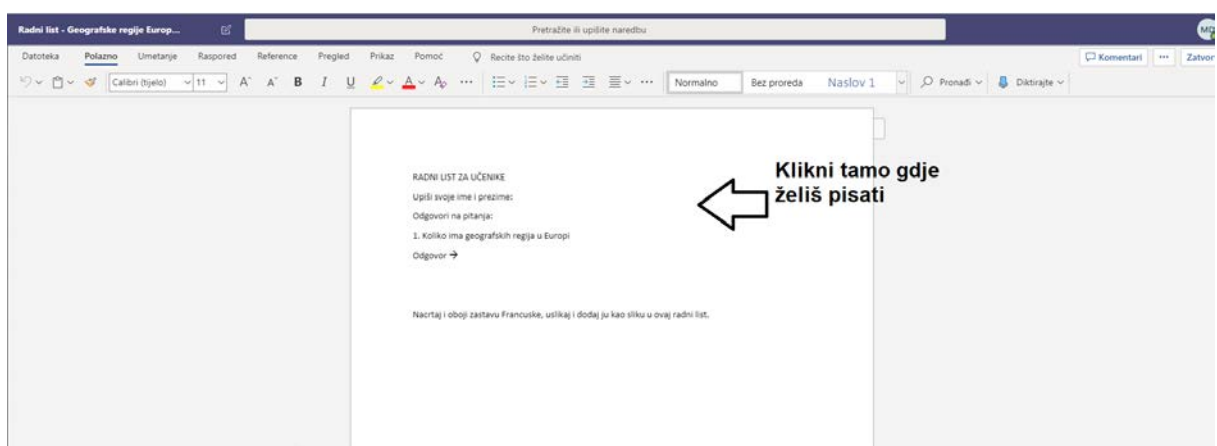 Radni list - Geografske regije Europ...
Pretražite ili upišite naredbu
MD
Datoteka Polazno Umetanje Raspored Reference Pregled Prikaz Pomoć Recite što želite učiniti
Komentari ... Zatvori
Calibri (tijelo) 11 A A B I U A A ... Normalno Bez proreda Naslov 1 Pronađi Diktirajte
RADNI LIST ZA UČENIKE
Upiši svoje ime i prezime:
Odgovori na pitanja:
1. Koliko ima geografskih regija u Europi
Odgovor →
Nacrtaj i oboji zastavu Francuske, uslikaj i dodaj ju kao sliku u ovaj radni list.
Klikni tamo gdje
želiš pisati